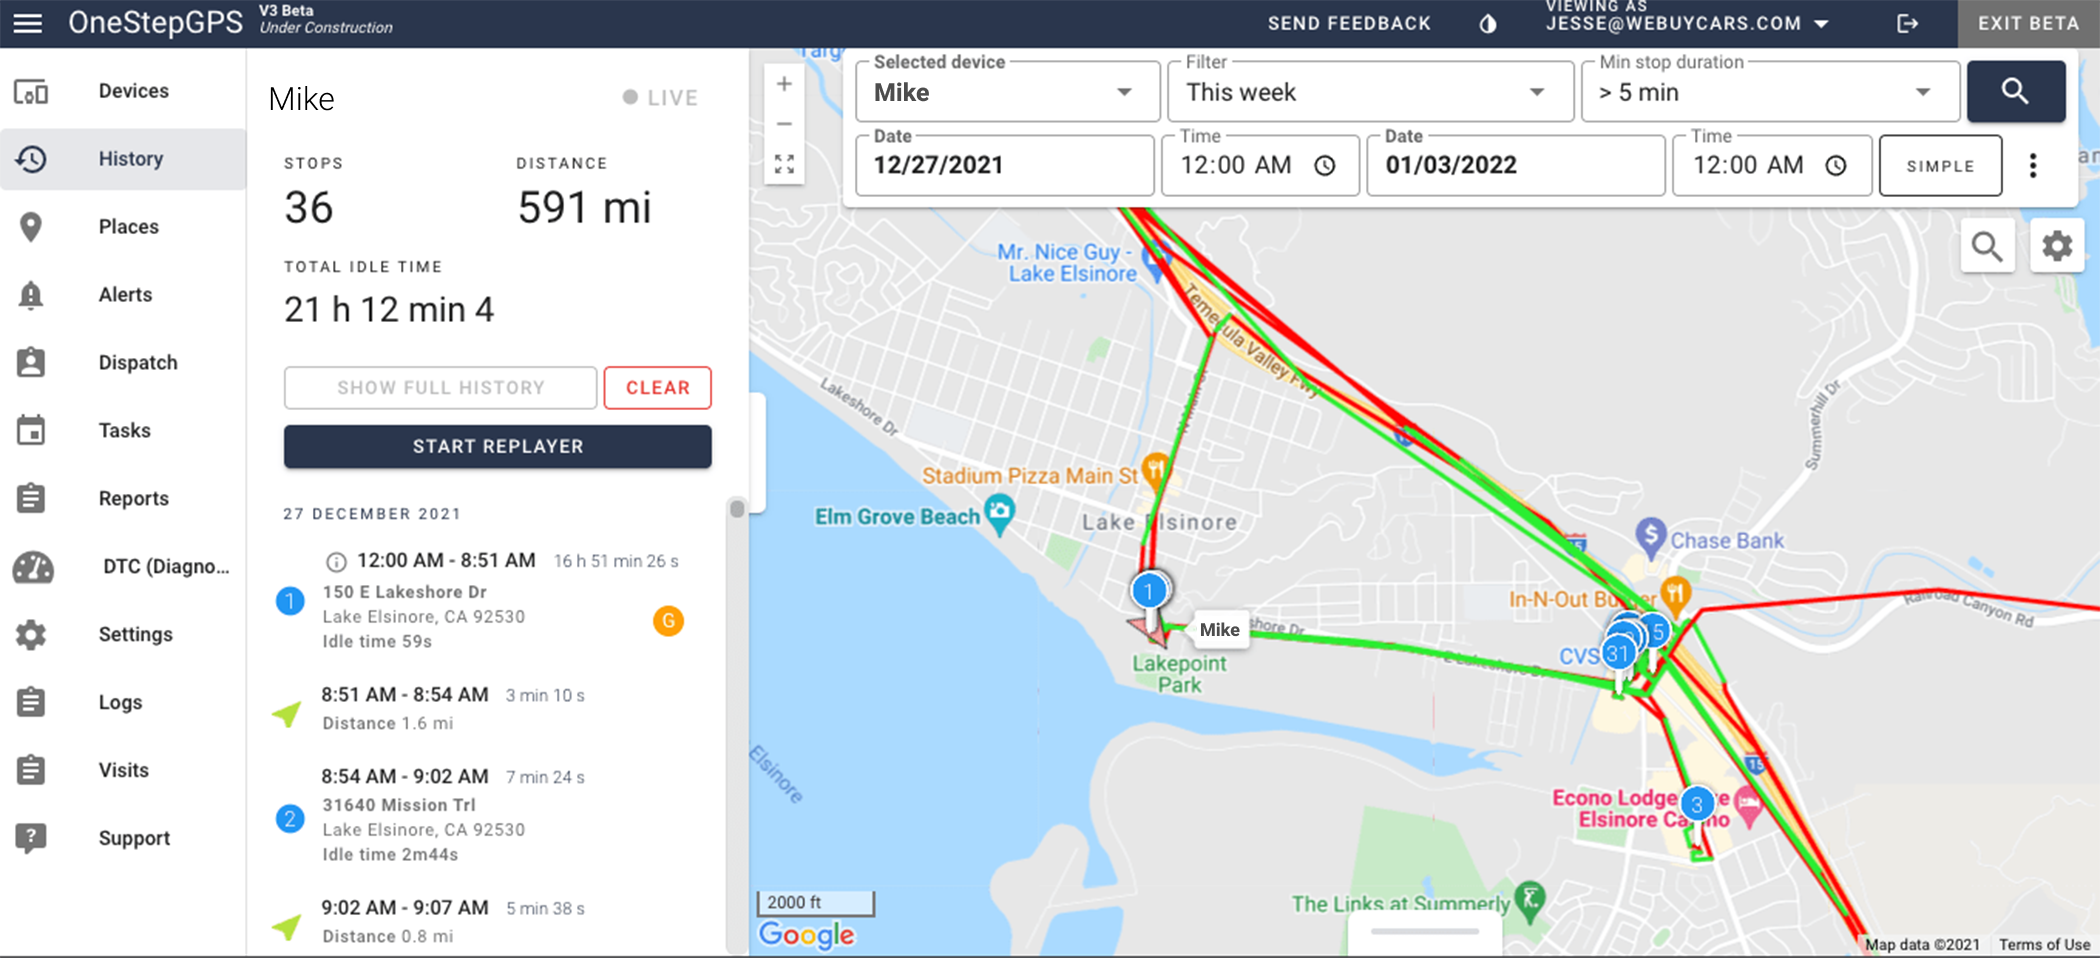 OneStepGPS
V3 Beta
Under Construction
SEND FEEDBACK
VIEWING AS
JESSE@WEBUYCARS.COM
EXIT BETA
Devices
History
Places
Alerts
Dispatch
Tasks
Reports
DTC (Diagno...
Settings
Logs
Visits
Support
Mike
LIVE
STOPS
36
DISTANCE
591 mi
TOTAL IDLE TIME
21 h 12 min 4
SHOW FULL HISTORY
CLEAR
START REPLAYER
27 DECEMBER 2021
12:00 AM - 8:51 AM 16 h 51 min 26 s
1
150 E Lakeshore Dr
Lake Elsinore, CA 92530
G
Idle time 59s
8:51 AM - 8:54 AM 3 min 10 s
Distance 1.6 mi
8:54 AM - 9:02 AM 7 min 24 s
2
31640 Mission Trl
Lake Elsinore, CA 92530
Idle time 2m44s
9:02 AM - 9:07 AM 5 min 38 s
Distance 0.8 mi
Selected device
Mike
Filter
This week
Min stop duration
> 5 min
Date
12/27/2021
Time
12:00 AM
Date
01/03/2022
Time
12:00 AM
SIMPLE
Mr. Nice Guy -
Lake Elsinore
Temecula Valley Fwy
Lakeshore Dr
Summerhill Dr
Stadium Pizza Main St
Elm Grove Beach
Lake Elsinore
15
Chase Bank
In-N-Out Burger
Railroad Canyon Rd
1
Mike
shore Dr
Lakepoint
Park
E Lakeshore Dr
CVS
5
31
15
Elsinore
Econo Lodge
Elsinore Casino
3
The Links at Summerly
2000 ft
Google
Map data ©2021
Terms of Use